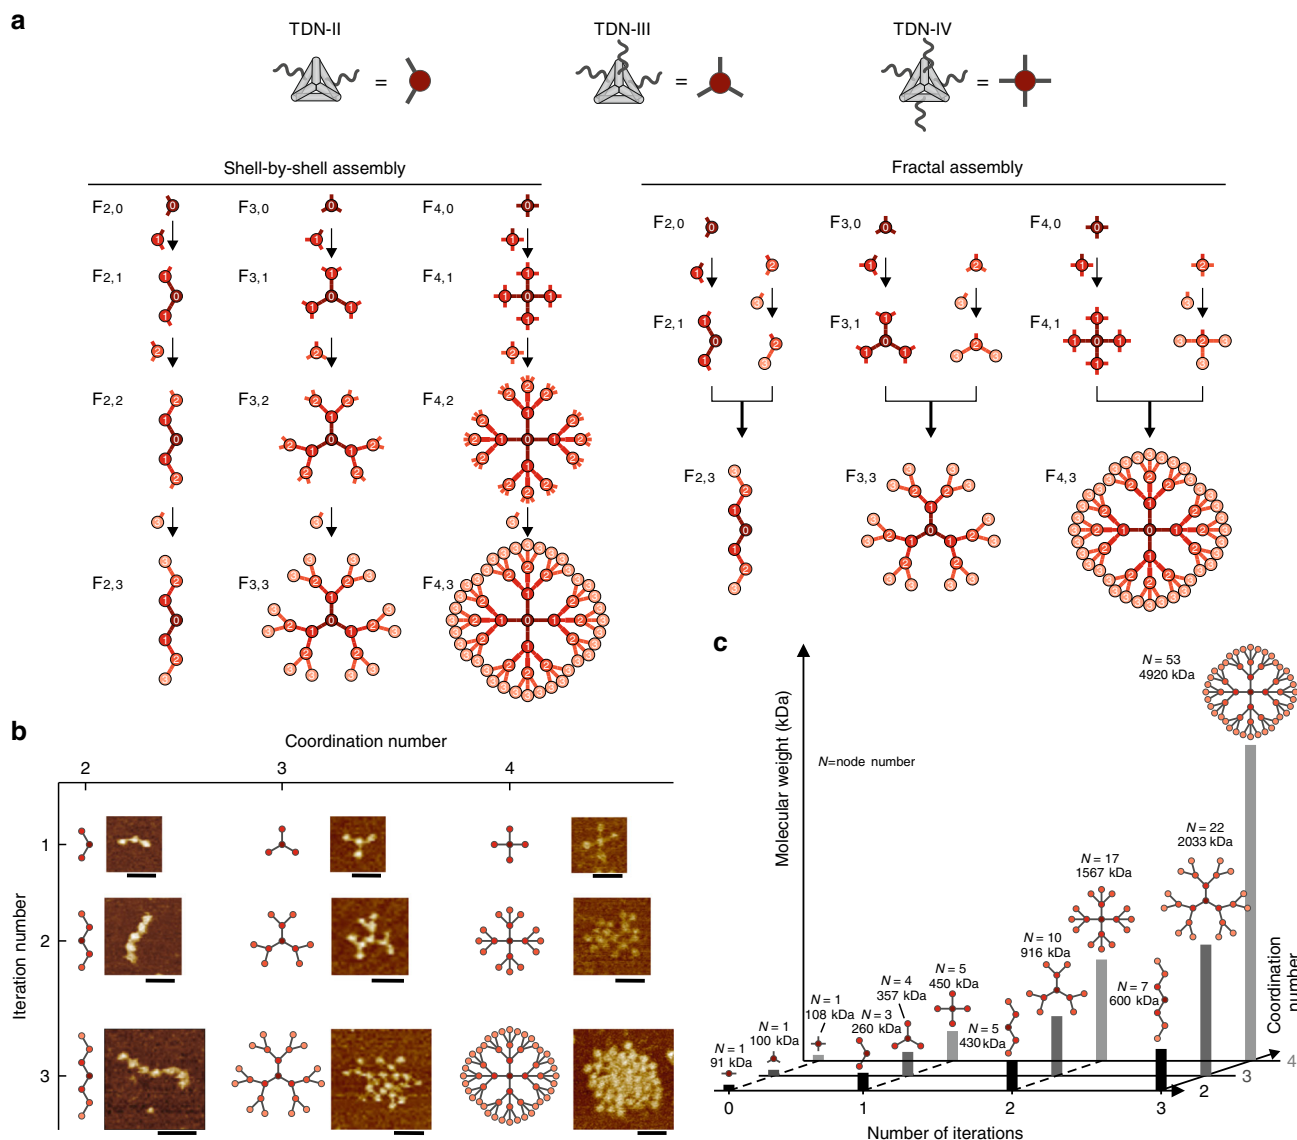 a
TDN-II
TDN-III
TDN-IV
=
=
=
Shell-by-shell assembly
Fractal assembly
F2,0
F3,0
F4,0
F2,1
F3,1
F4,1
F2,2
F3,2
F4,2
F2,3
F3,3
F4,3
F2,0
F3,0
F4,0
F2,1
F3,1
F4,1
F2,3
F3,3
F4,3
b
Coordination number
2
3
4
Iteration number
1
2
3
c
Molecular weight (kDa)
N=node number
N = 53
4920 kDa
N = 22
2033 kDa
N = 17
1567 kDa
N = 10
916 kDa
N = 7
600 kDa
N = 5
450 kDa
N = 5
430 kDa
N = 4
357 kDa
N = 3
260 kDa
N = 1
108 kDa
N = 1
100 kDa
N = 1
91 kDa
0
1
2
3
Number of iterations
2
3
4
Coordination
number